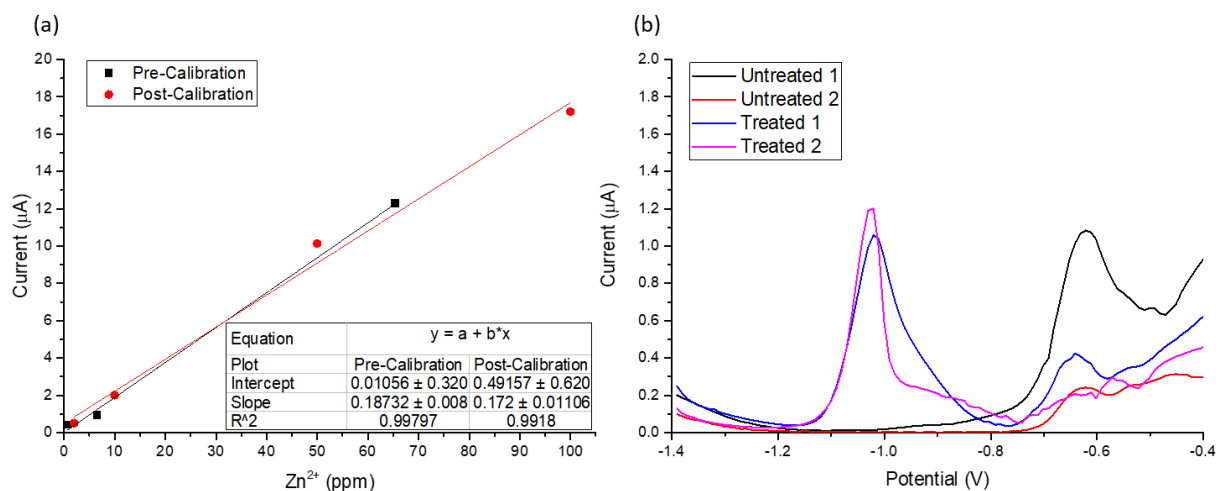 (a)
20
18
16
14
12
10
8
6
4
2
0
Current (μA)
Pre-Calibration
Post-Calibration
Equation y = a + b*x
Plot Pre-Calibration Post-Calibration
Intercept 0.01056 ± 0.320 0.49157 ± 0.620
Slope 0.18732 ± 0.008 0.172 ± 0.01106
R^2 0.99797 0.9918
0 10 20 30 40 50 60 70 80 90 100
Zn²⁺ (ppm)
(b)
2.0
1.8
1.6
1.4
1.2
1.0
0.8
0.6
0.4
0.2
0.0
Current (μA)
Untreated 1
Untreated 2
Treated 1
Treated 2
-1.4 -1.2 -1.0 -0.8 -0.6 -0.4
Potential (V)